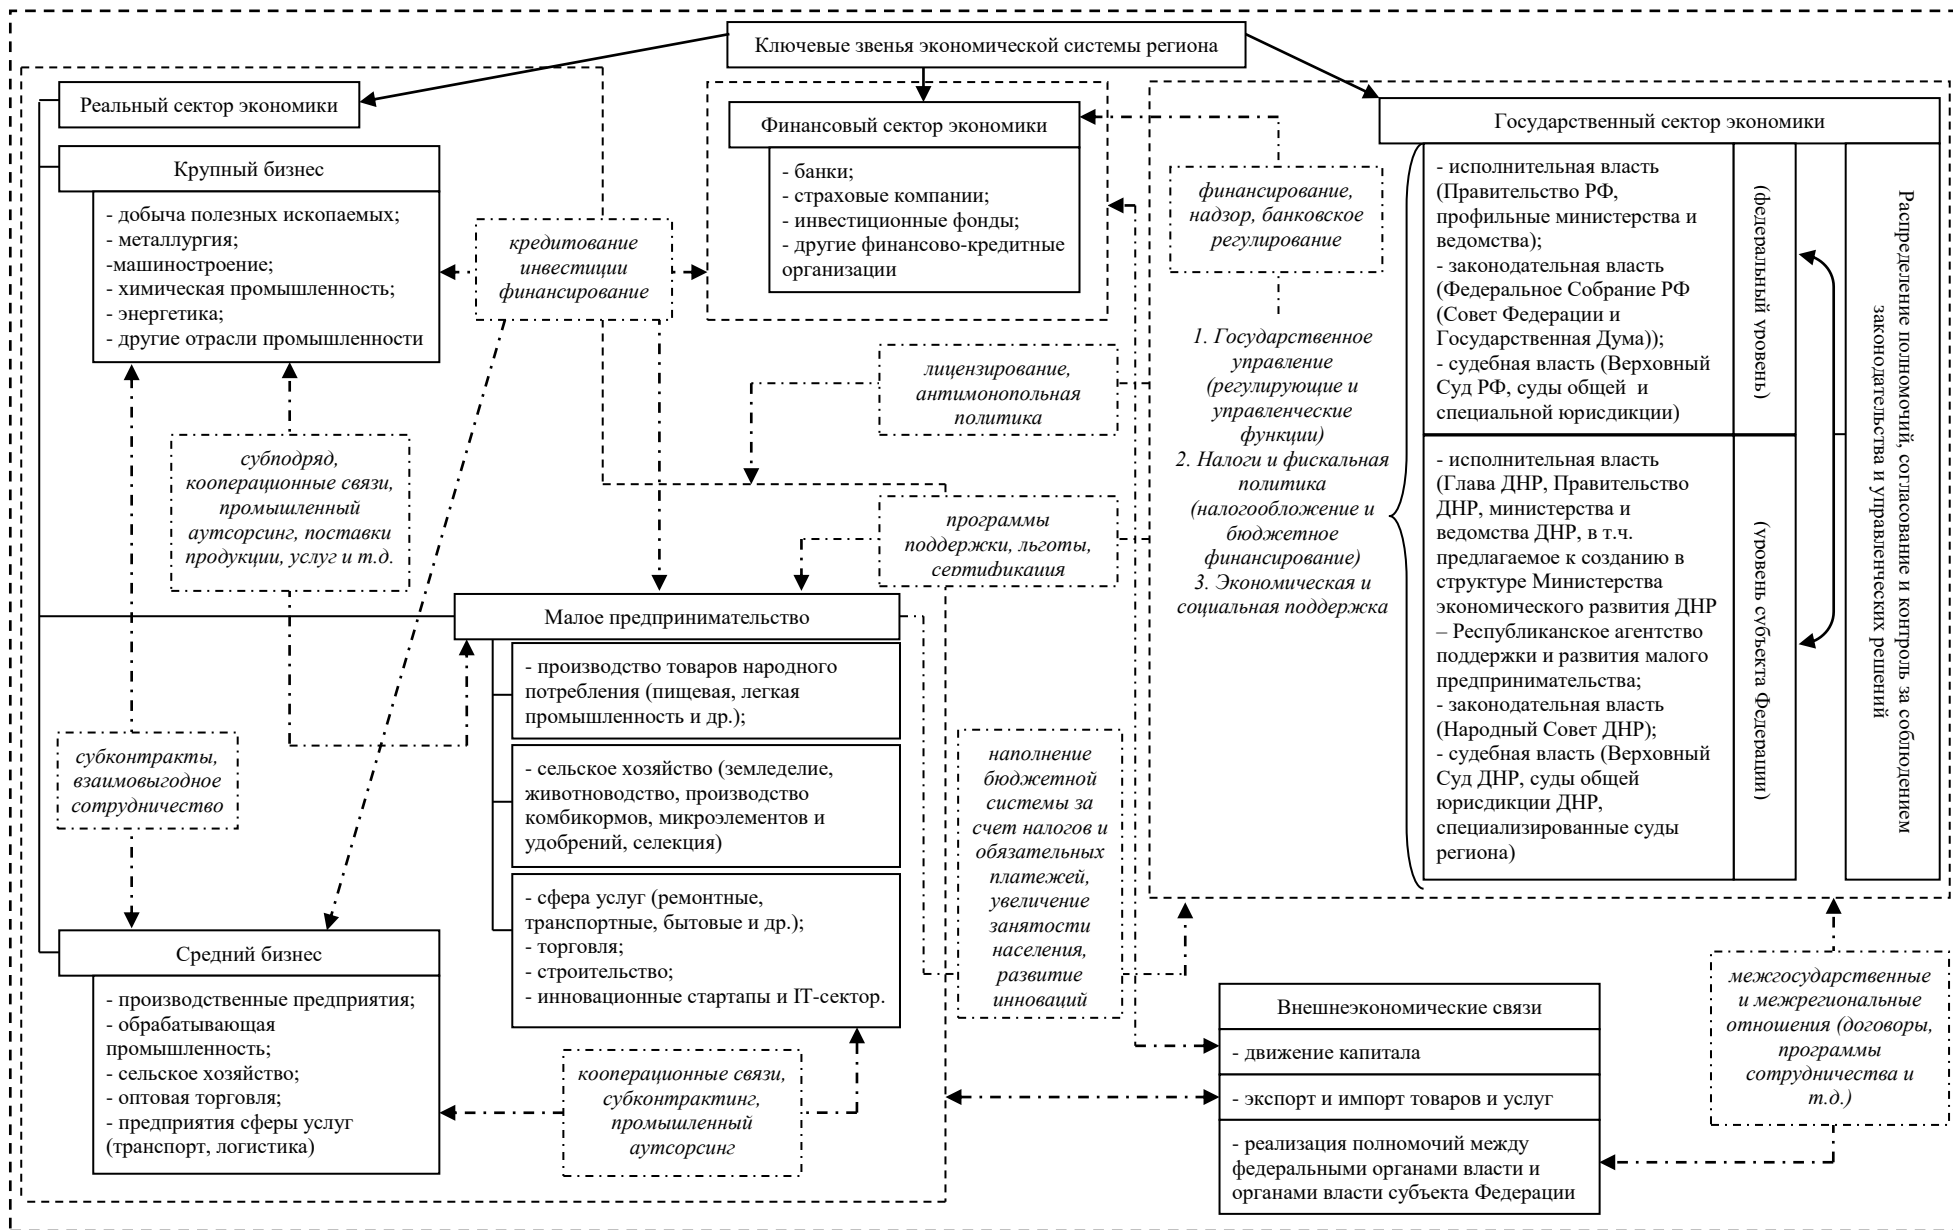 Ключевые звенья экономической системы региона
Реальный сектор экономики
Крупный бизнес
- добыча полезных ископаемых;
- металлургия;
-машиностроение;
- химическая промышленность;
- энергетика;
- другие отрасли промышленности
кредитование
инвестиции
финансирование
Финансовый сектор экономики
- банки;
- страховые компании;
- инвестиционные фонды;
- другие финансово-кредитные
организации
финансирование,
надзор, банковское
регулирование
Государственный сектор экономики
- исполнительная власть
(Правительство РФ,
профильные министерства и
ведомства);
- законодательная власть
(Федеральное Собрание РФ
(Совет Федерации и
Государственная Дума));
- судебная власть (Верховный
Суд РФ, суды общей и
специальной юрисдикции)
(федеральный уровень)
Распределение полномочий, согласование и контроль за соблюдением
законодательства и управленческих решений
1. Государственное
управление
(регулирующие и
управленческие
функции)
2. Налоги и фискальная
политика
(налогообложение и
бюджетное
финансирование)
3. Экономическая и
социальная поддержка
- исполнительная власть
(Глава ДНР, Правительство
ДНР, министерства и
ведомства ДНР, в т.ч.
предлагаемое к созданию в
структуре Министерства
экономического развития ДНР
– Республиканское агентство
поддержки и развития малого
предпринимательства;
- законодательная власть
(Народный Совет ДНР);
- судебная власть (Верховный
Суд ДНР, суды общей
юрисдикции ДНР,
специализированные суды
региона)
(уровень субъекта Федерации)
лицензирование,
антимонопольная
политика
программы
поддержки, льготы,
сертификация
субподряд,
кооперационные связи,
промышленный
аутсорсинг, поставки
продукции, услуг и т.д.
Малое предпринимательство
- производство товаров народного
потребления (пищевая, легкая
промышленность и др.);
- сельское хозяйство (земледелие,
животноводство, производство
комбикормов, микроэлементов и
удобрений, селекция)
- сфера услуг (ремонтные,
транспортные, бытовые и др.);
- торговля;
- строительство;
- инновационные стартапы и IT-сектор.
субконтракты,
взаимовыгодное
сотрудничество
наполнение
бюджетной
системы за
счет налогов и
обязательных
платежей,
увеличение
занятости
населения,
развитие
инноваций
Средний бизнес
- производственные предприятия;
- обрабатывающая
промышленность;
- сельское хозяйство;
- оптовая торговля;
- предприятия сферы услуг
(транспорт, логистика)
кооперационные связи,
субконтрактинг,
промышленный
аутсорсинг
Внешнеэкономические связи
- движение капитала
- экспорт и импорт товаров и услуг
- реализация полномочий между
федеральными органами власти и
органами власти субъекта Федерации
межгосударственные
и межрегиональные
отношения (договоры,
программы
сотрудничества и
т.д.)